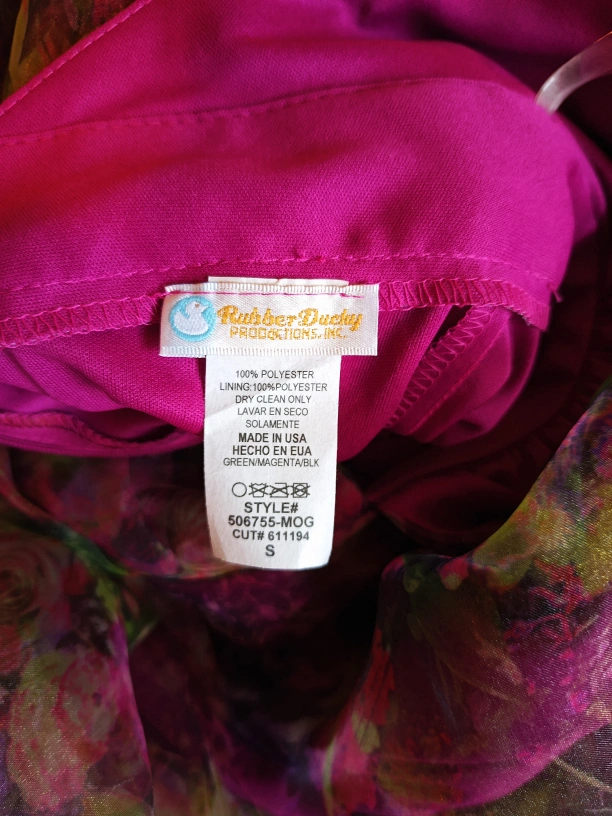 Rubber Ducky
PRODUCTIONS, INC.
100% POLYESTER
LINING:100%POLYESTER
DRY CLEAN ONLY
LAVAR EN SECO
SOLAMENTE
MADE IN USA
HECHO EN EUA
GREEN/MAGENTA/BLK
STYLE#
506755-MOG
CUT# 611194
S